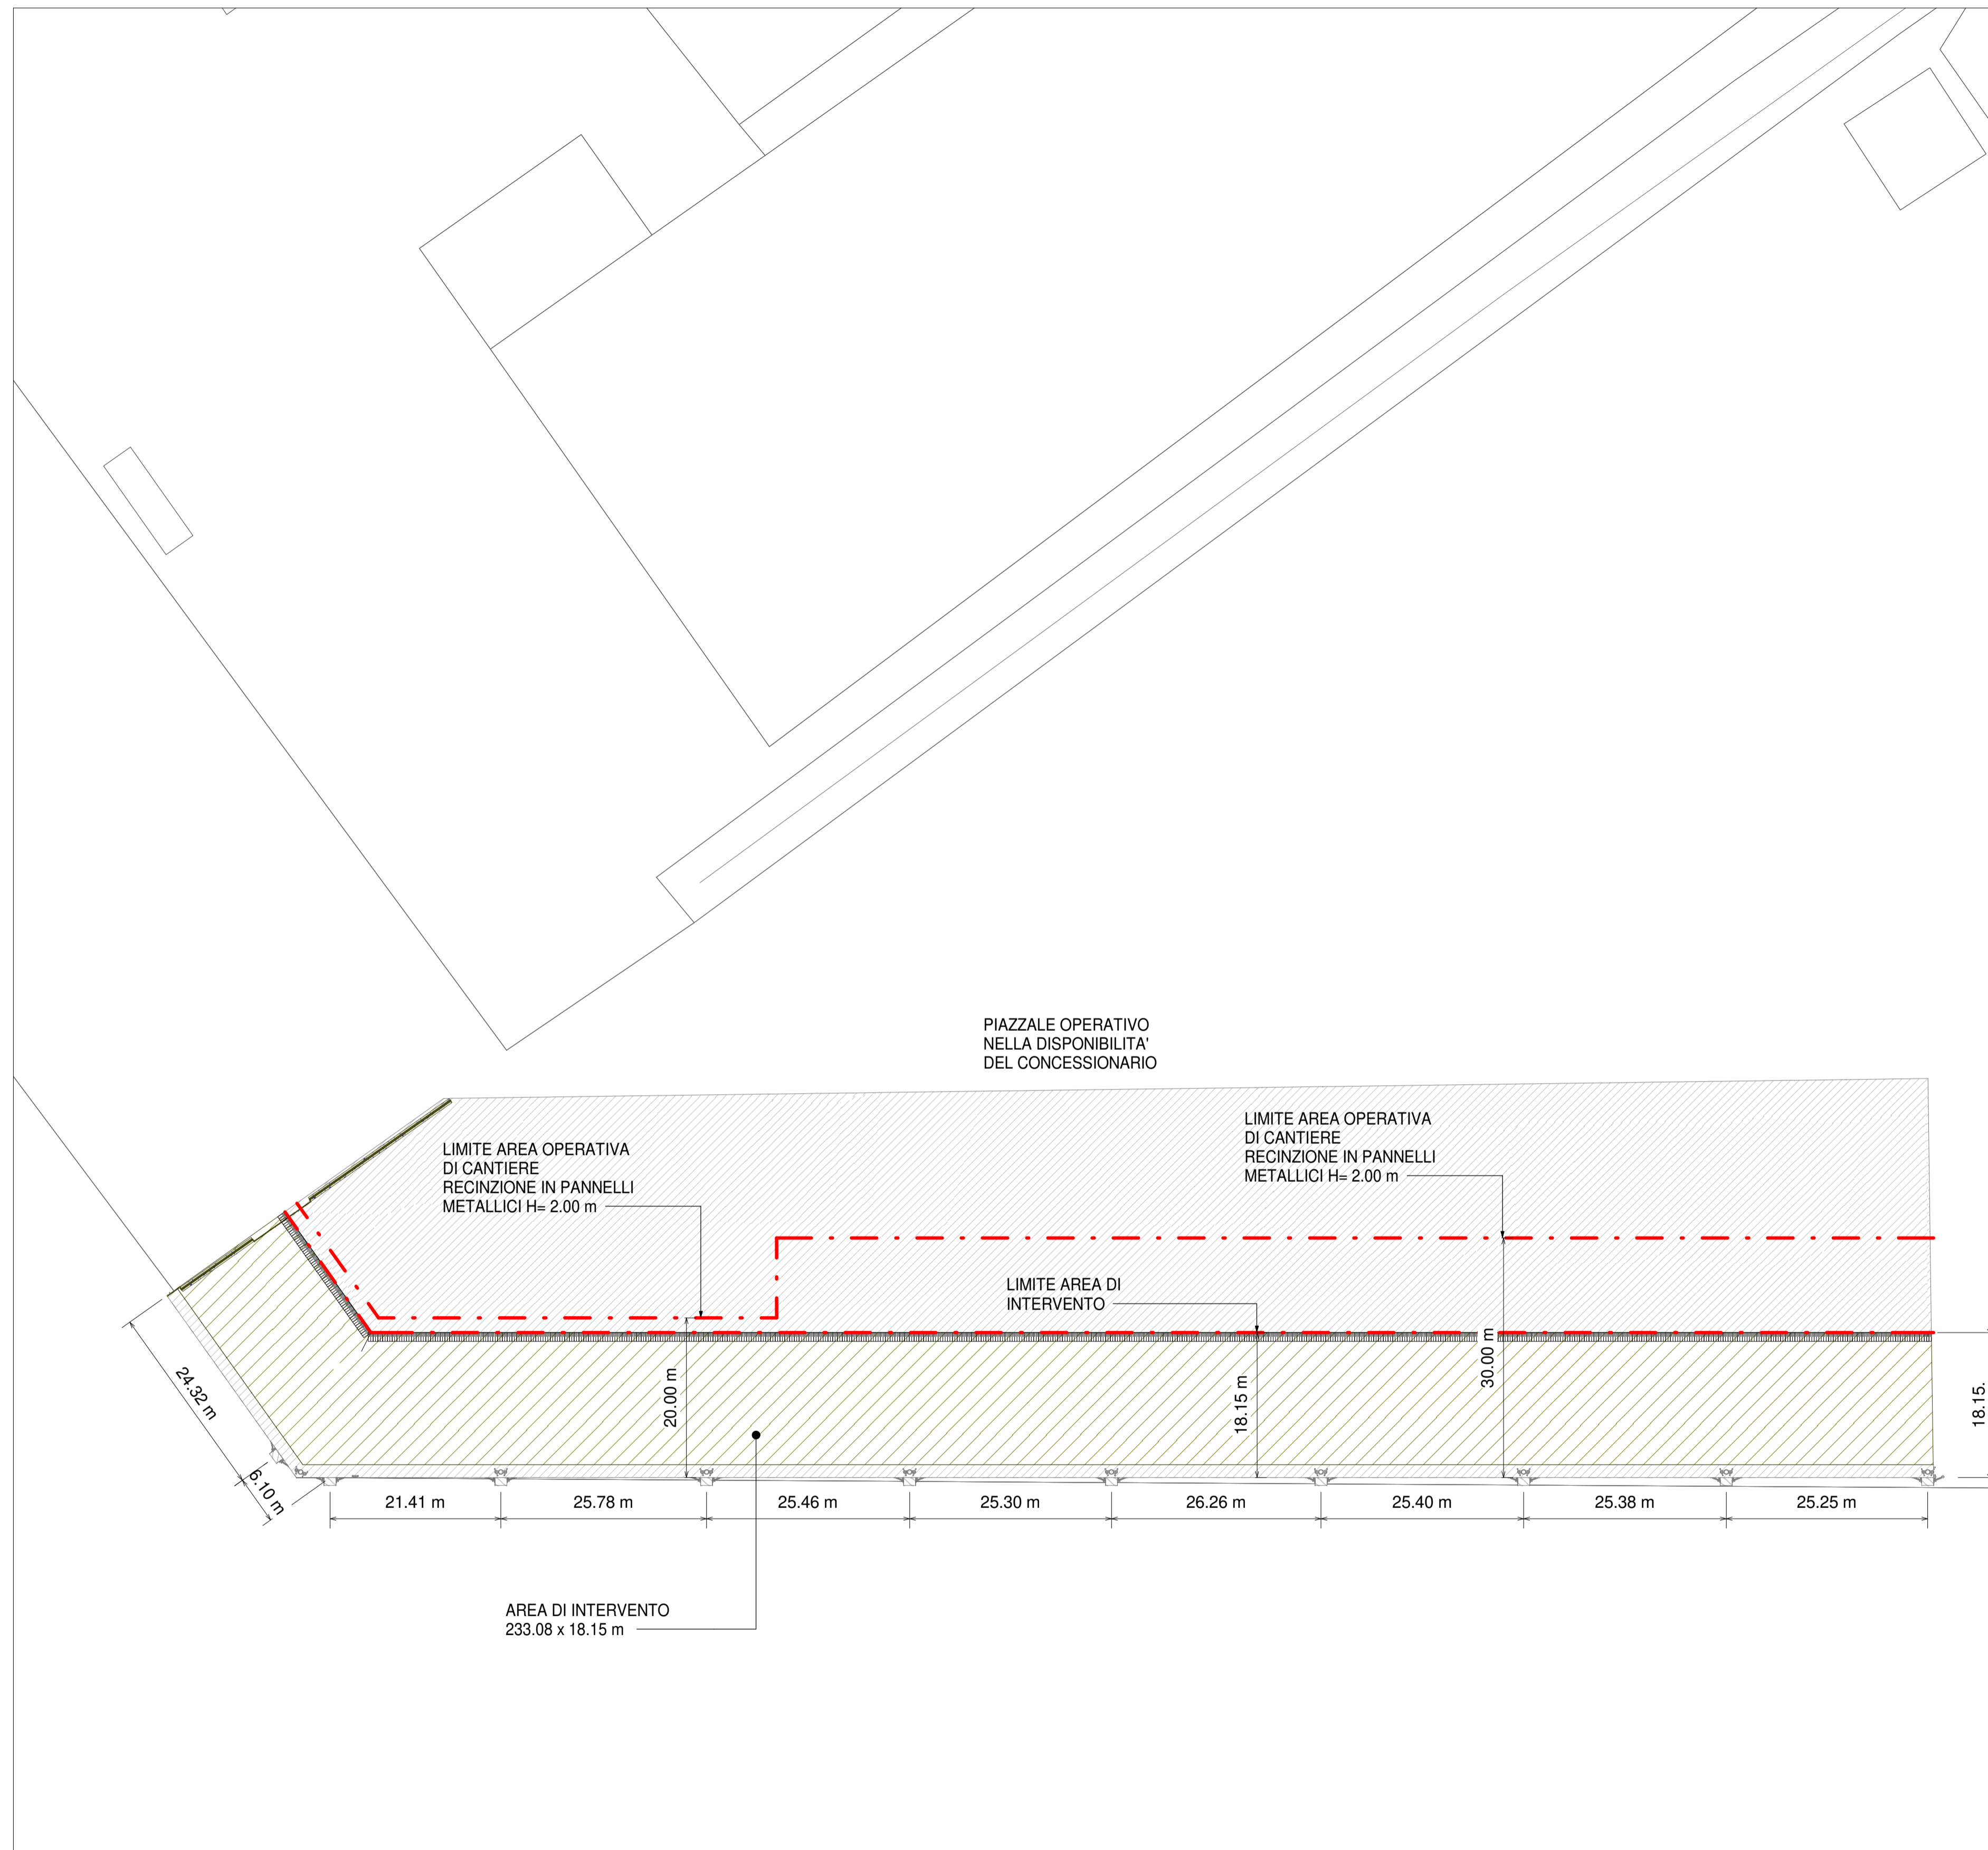 PIAZZALE OPERATIVO
NELLA DISPONIBILITA'
DEL CONCESSIONARIO
LIMITE AREA OPERATIVA
DI CANTIERE
RECINZIONE IN PANNELLI
METALLICI H= 2.00 m
LIMITE AREA OPERATIVA
DI CANTIERE
RECINZIONE IN PANNELLI
METALLICI H= 2.00 m
LIMITE AREA DI
INTERVENTO
24.32 m
6.10 m
20.00 m
18.15 m
30.00 m
18.15.
21.41 m
25.78 m
25.46 m
25.30 m
26.26 m
25.40 m
25.38 m
25.25 m
AREA DI INTERVENTO
233.08 x 18.15 m